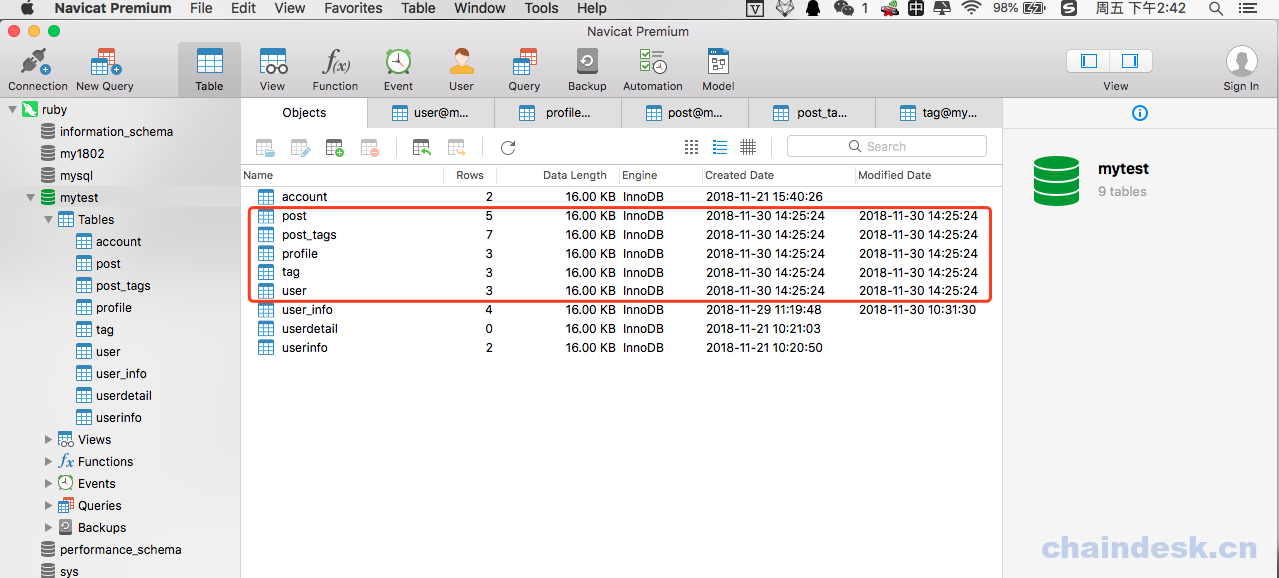 Navicat Premium File Edit View Favorites Table Window Tools Help 1 中 98% 周五 下午2:42
Navicat Premium
Connection New Query Table View Function Event User Query Backup Automation Model View Sign In
ruby
information_schema
my1802
mysql
mytest
Tables
account
post
post_tags
profile
tag
user
user_info
userdetail
userinfo
Views
Functions
Events
Queries
Backups
performance_schema
sys
Objects user@m... profile... post@m... post_ta... tag@my...
Search
Name Rows Data Length Engine Created Date Modified Date
account 2 16.00 KB InnoDB 2018-11-21 15:40:26
post 5 16.00 KB InnoDB 2018-11-30 14:25:24 2018-11-30 14:25:24
post_tags 7 16.00 KB InnoDB 2018-11-30 14:25:24 2018-11-30 14:25:24
profile 3 16.00 KB InnoDB 2018-11-30 14:25:24 2018-11-30 14:25:24
tag 3 16.00 KB InnoDB 2018-11-30 14:25:24 2018-11-30 14:25:24
user 3 16.00 KB InnoDB 2018-11-30 14:25:24 2018-11-30 14:25:24
user_info 4 16.00 KB InnoDB 2018-11-29 11:19:48 2018-11-30 10:31:30
userdetail 0 16.00 KB InnoDB 2018-11-21 10:21:03
userinfo 2 16.00 KB InnoDB 2018-11-21 10:20:50
mytest
9 tables
chaindesk.cn